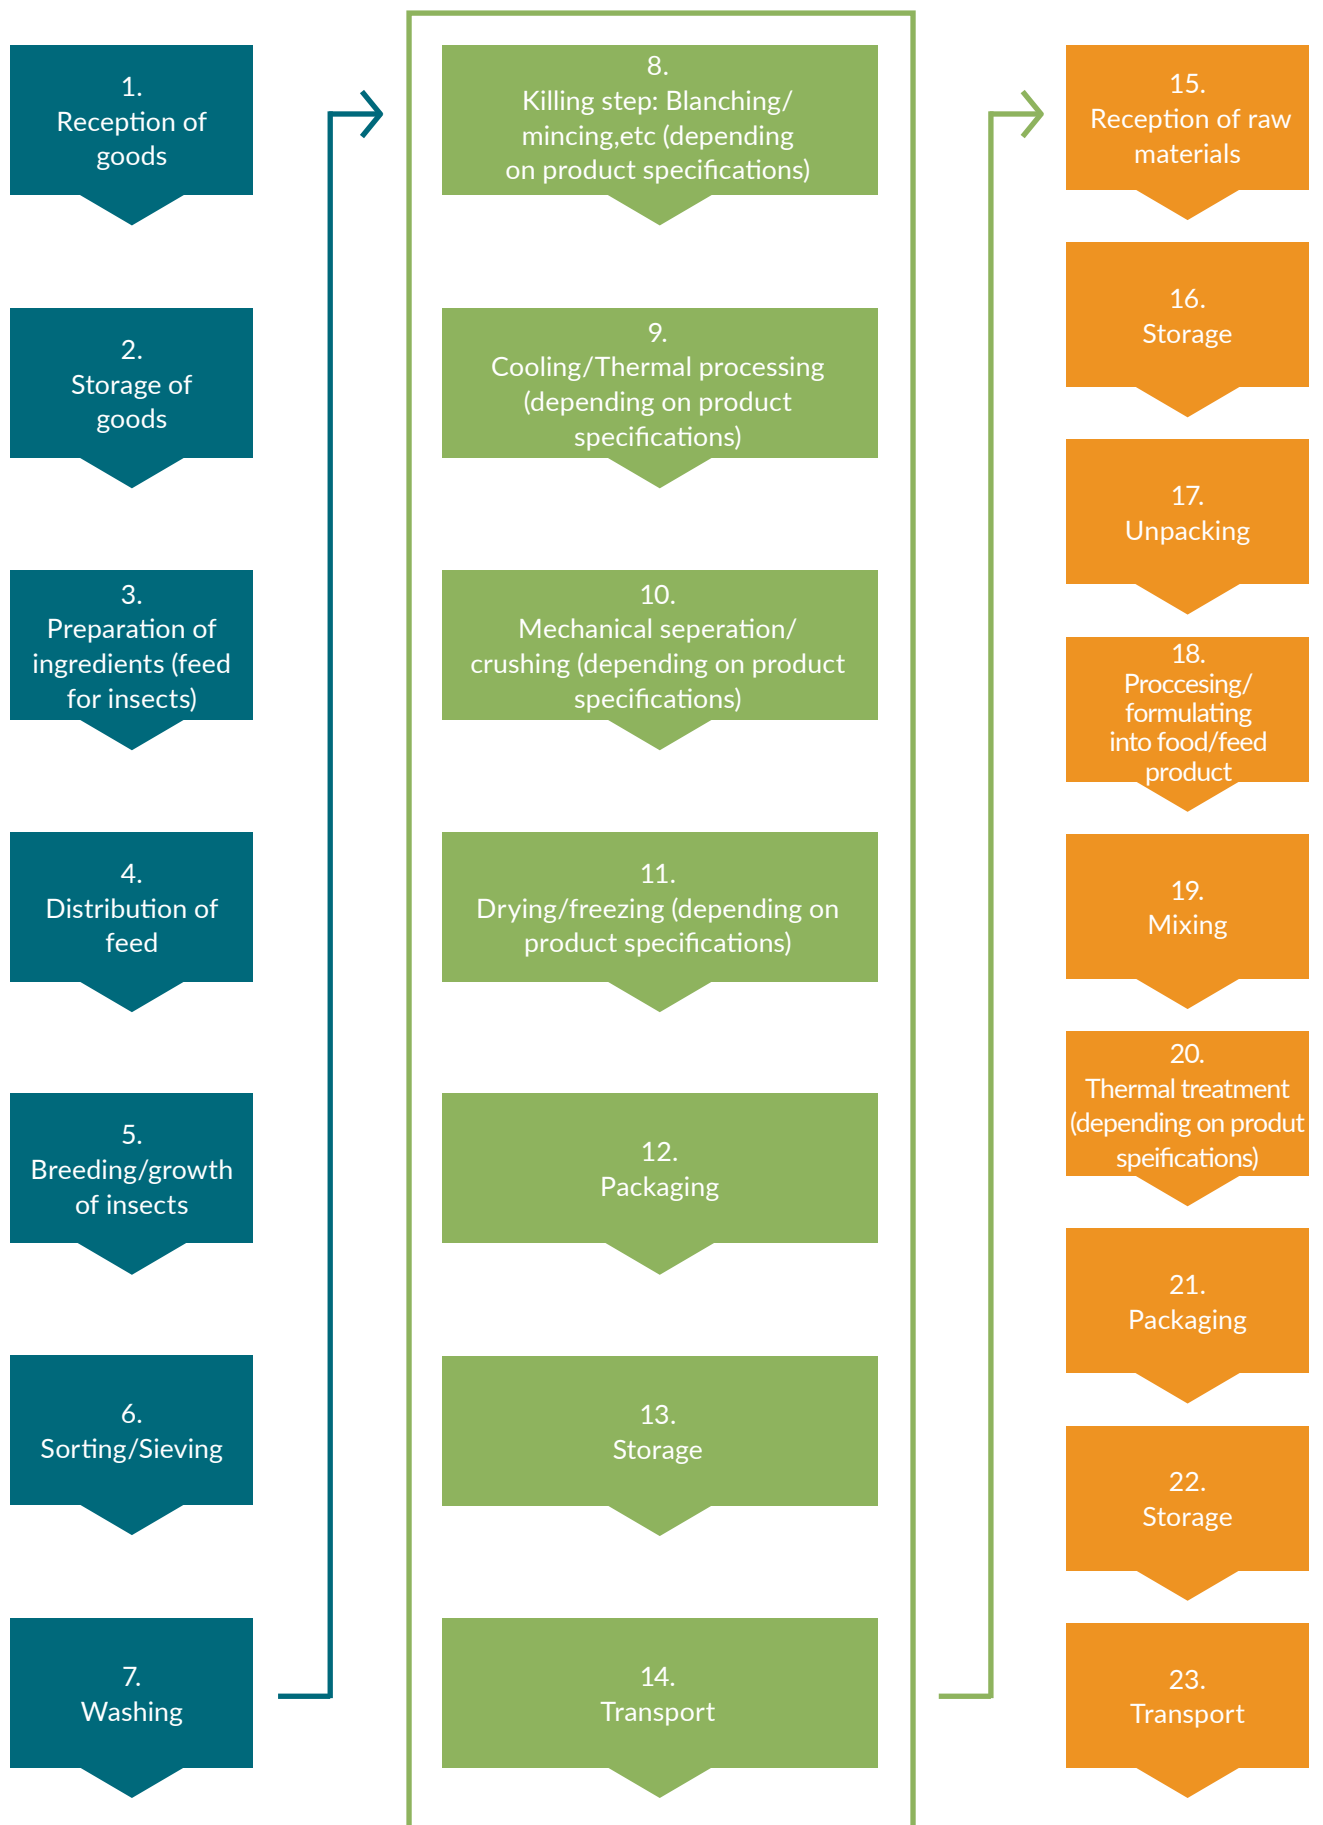 1.
Reception of
goods
2.
Storage of
goods
3.
Preparation of
ingredients (feed
for insects)
4.
Distribution of
feed
5.
Breeding/growth
of insects
6.
Sorting/Sieving
7.
Washing
8.
Killing step: Blanching/
mincing,etc (depending
on product specifications)
9.
Cooling/Thermal processing
(depending on product
specifications)
10.
Mechanical seperation/
crushing (depending on product
specifications)
11.
Drying/freezing (depending on
product specifications)
12.
Packaging
13.
Storage
14.
Transport
15.
Reception of raw
materials
16.
Storage
17.
Unpacking
18.
Proccesing/
formulating
into food/feed
product
19.
Mixing
20.
Thermal treatment
(depending on produt
speifications)
21.
Packaging
22.
Storage
23.
Transport